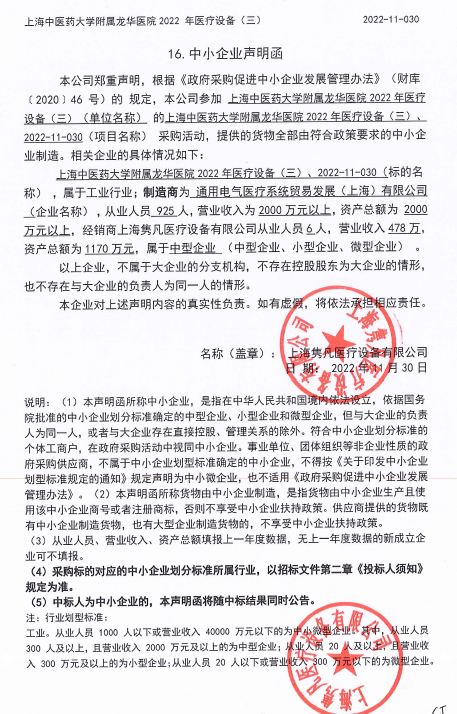 上海中医药大学附属龙华医院 2022 年医疗设备（三） 2022-11-030
16.中小企业声明函
本公司郑重声明，根据《政府采购促进中小企业发展管理办法》（财库
〔2020〕46 号）的 规定，本公司参加 上海中医药大学附属龙华医院 2022 年医疗
设备（三）（单位名称） 的上海中医药大学附属龙华医院 2022 年医疗设备（三）、
2022-11-030（项目名称） 采购活动，提供的货物全部由符合政策要求的中小企
业制造。相关企业的具体情况如下：
上海中医药大学附属龙华医院 2022 年医疗设备（三）、2022-11-030（标的名
称） ，属于工业行业；制造商为 通用电气医疗系统贸易发展（上海）有限公司
（企业名称），从业人员 925 人，营业收入为 2000 万元以上，资产总额为 2000
万元以上，经销商上海隽凡医疗设备有限公司从业人员 6 人，营业收入 478 万，
资产总额为 1170 万元，属于中型企业 （中型企业、小型企业、微型企业） 。
以上企业，不属于大企业的分支机构，不存在控股股东为大企业的情形，
也不存在与大企业的负责人为同一人的情形。
本企业对上述声明内容的真实性负责。如有虚假，将依法承担相应责任。
名称（盖章）： 上海隽凡医疗设备有限公司
日 期： 2022 年 11 月 30 日
说明：（1）本声明函所称中小企业，是指在中华人民共和国境内依法设立，依据国务
院批准的中小企业划分标准确定的中型企业、小型企业和微型企业，但与大企业的负责
人为同一人，或者与大企业存在直接控股、管理关系的除外。符合中小企业划分标准的
个体工商户，在政府采购活动中视同中小企业。事业单位、团体组织等非企业性质的政
府采购供应商，不属于中小企业划型标准确定的中小企业，不得按《关于印发中小企业
划型标准规定的通知》规定声明为中小微企业，也不适用《政府采购促进中小企业发展
管理办法》。（2）本声明函所称货物由中小企业制造，是指货物由中小企业生产且使
用该中小企业商号或者注册商标，否则不享受中小企业扶持政策。供应商提供的货物既
有中小企业制造货物，也有大型企业制造货物的，不享受中小企业扶持政策。
（3）从业人员、营业收入、资产总额填报上一年度数据，无上一年度数据的新成立企
业可不填报。
（4）采购标的对应的中小企业划分标准所属行业，以招标文件第二章《投标人须知》
规定为准。
（5）中标人为中小企业的，本声明函将随中标结果同时公告。
注：行业划型标准：
工业。从业人员 1000 人以下或营业收入 40000 万元以下的为中小微型企业。其中，从业人员
300 人及以上，且营业收入 2000 万元及以上的为中型企业；从业人员 20 人及以上，且营业收
入 300 万元及以上的为小型企业；从业人员 20 人以下或营业收入 300 万元以下的为微型企业。
上海隽凡医疗设备有限公司
上海隽凡医疗设备有限公司